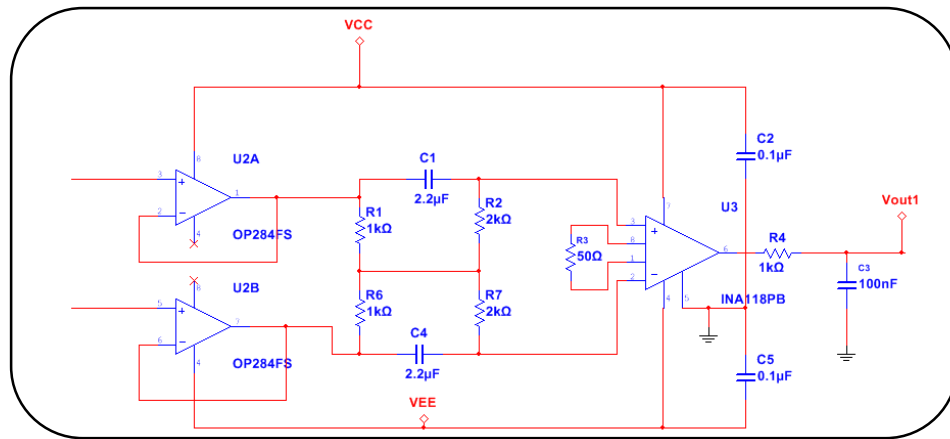 VCC
U2A
8
3
+
1
2
−
4
OP284FS
C1
2.2µF
R1
1kΩ
R2
2kΩ
C2
0.1µF
U3
7
3
+
8
R3
50Ω
1
−
2
6
5
4
INA118PB
R4
1kΩ
Vout1
C3
100nF
U2B
8
5
+
7
6
−
4
OP284FS
R6
1kΩ
R7
2kΩ
C4
2.2µF
C5
0.1µF
VEE